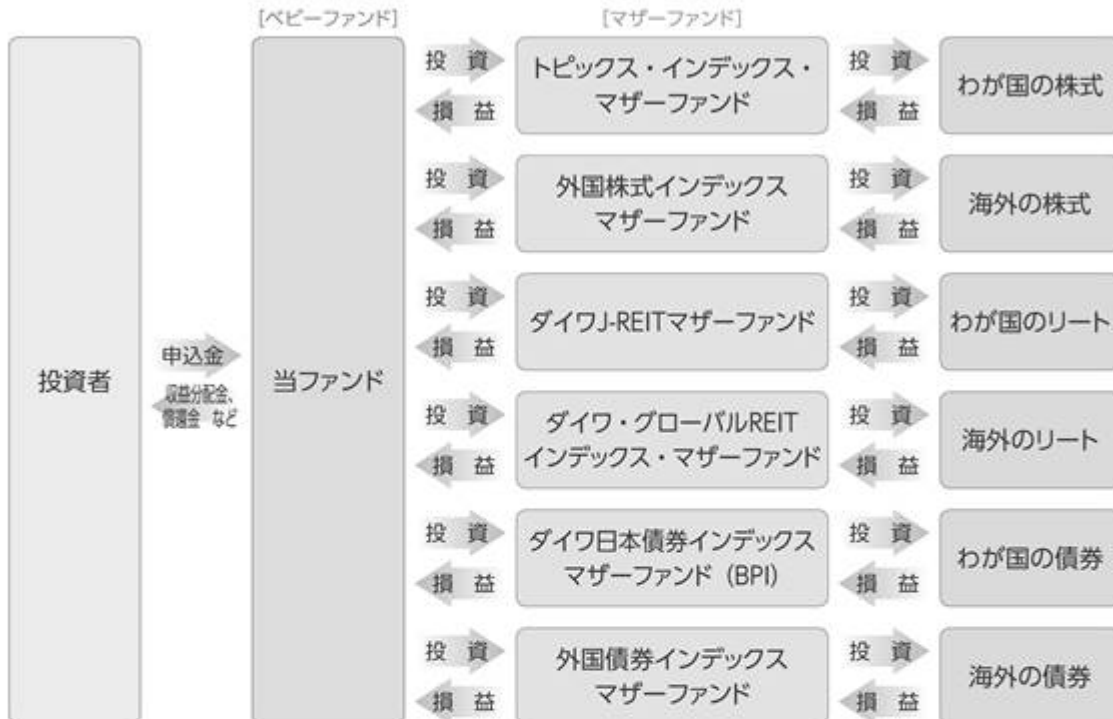 [ベビーファンド]
[マザーファンド]
投資者
申込金
収益分配金、
償還金 など
当ファンド
投 資
損 益
トピックス・インデックス・
マザーファンド
投 資
損 益
わが国の株式
投 資
損 益
外国株式インデックス
マザーファンド
投 資
損 益
海外の株式
投 資
損 益
ダイワJ-REITマザーファンド
投 資
損 益
わが国のリート
投 資
損 益
ダイワ・グローバルREIT
インデックス・マザーファンド
投 資
損 益
海外のリート
投 資
損 益
ダイワ日本債券インデックス
マザーファンド（BPI）
投 資
損 益
わが国の債券
投 資
損 益
外国債券インデックス
マザーファンド
投 資
損 益
海外の債券